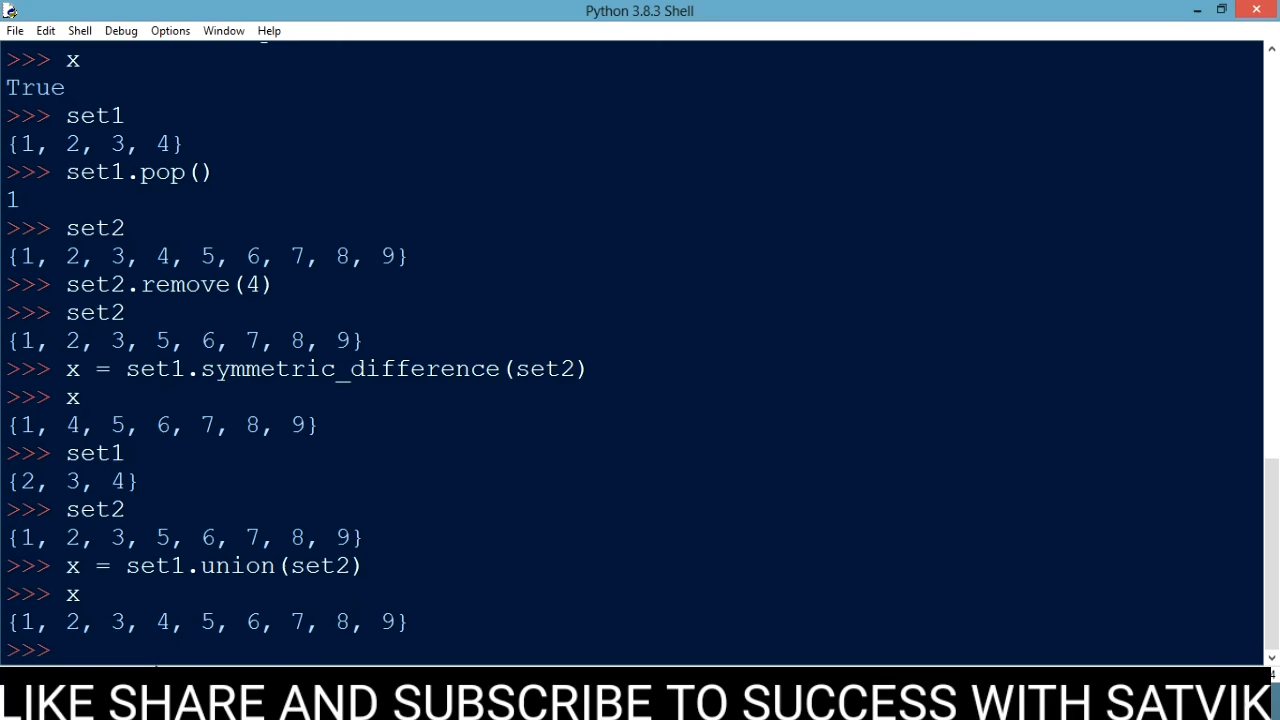 Python 3.8.3 Shell
File Edit Shell Debug Options Window Help
>>> x
True
>>> set1
{1, 2, 3, 4}
>>> set1.pop()
1
>>> set2
{1, 2, 3, 4, 5, 6, 7, 8, 9}
>>> set2.remove(4)
>>> set2
{1, 2, 3, 5, 6, 7, 8, 9}
>>> x = set1.symmetric_difference(set2)
>>> x
{1, 4, 5, 6, 7, 8, 9}
>>> set1
{2, 3, 4}
>>> set2
{1, 2, 3, 5, 6, 7, 8, 9}
>>> x = set1.union(set2)
>>> x
{1, 2, 3, 4, 5, 6, 7, 8, 9}
>>>
LIKE SHARE AND SUBSCRIBE TO SUCCESS WITH SATVIK